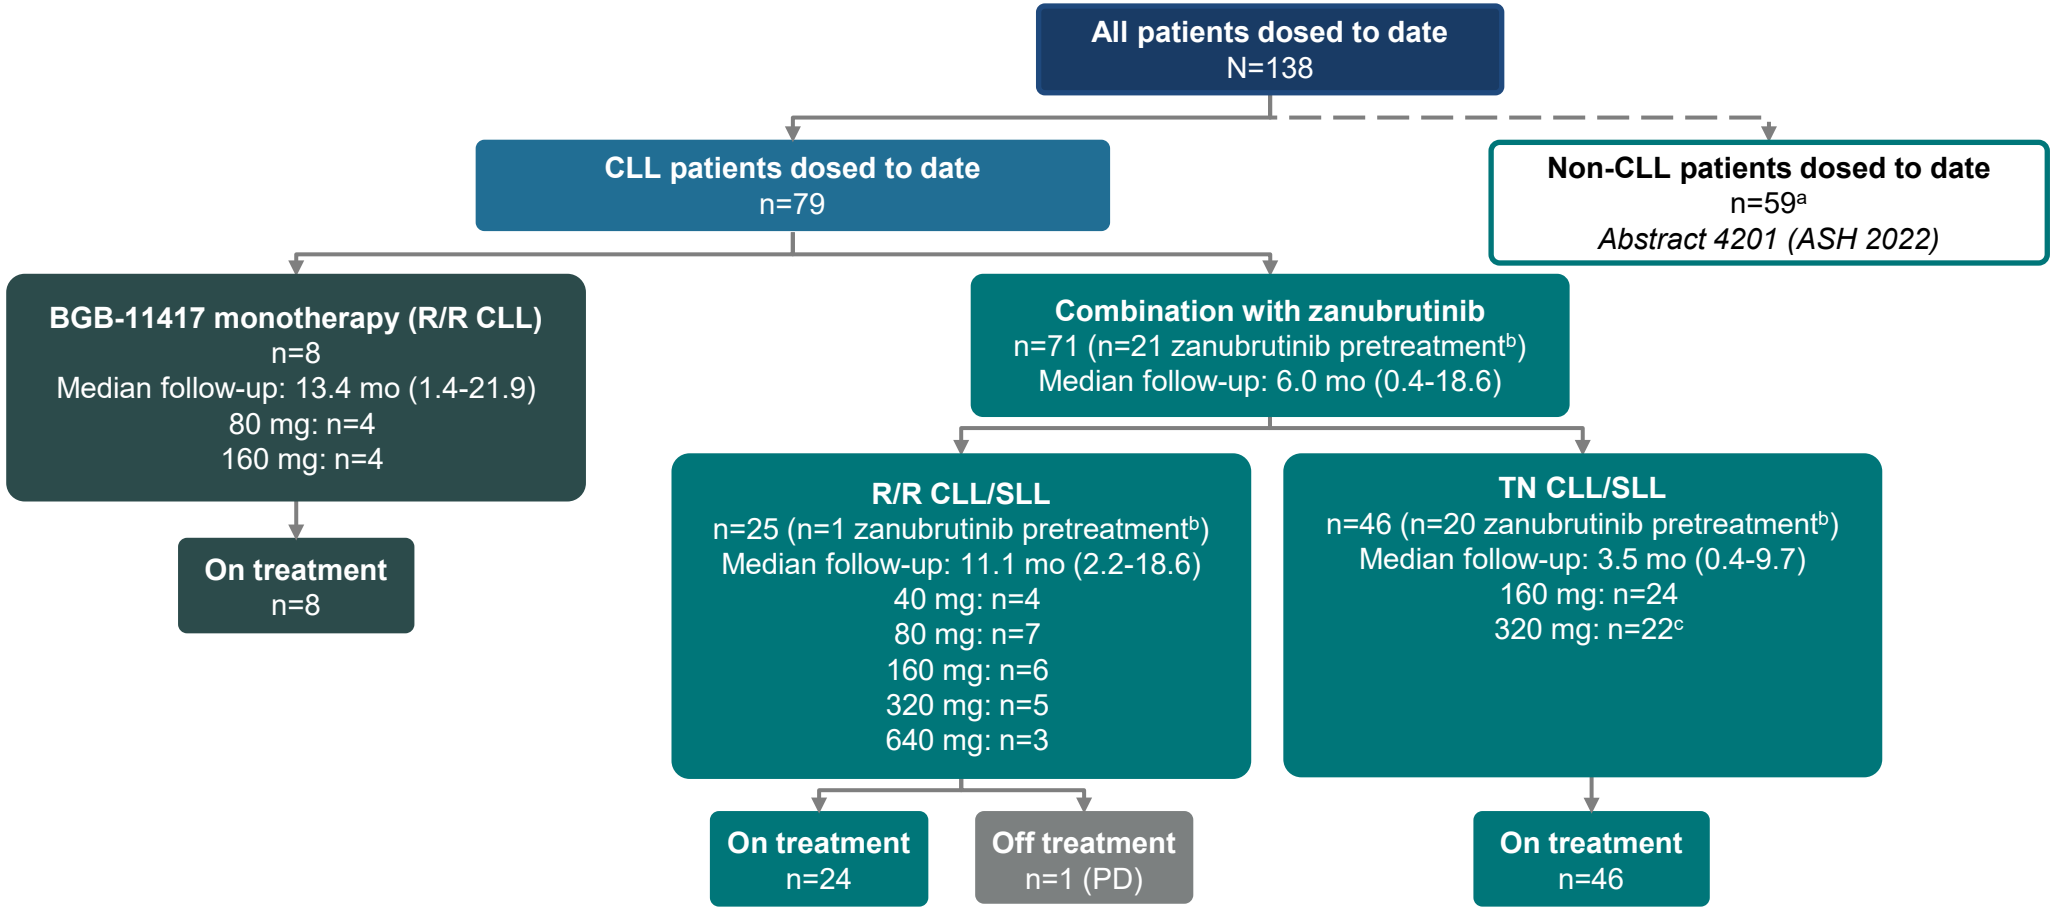 All patients dosed to date
N=138
CLL patients dosed to date
n=79
Non-CLL patients dosed to date
n=59ᵃ
Abstract 4201 (ASH 2022)
BGB-11417 monotherapy (R/R CLL)
n=8
Median follow-up: 13.4 mo (1.4-21.9)
80 mg: n=4
160 mg: n=4
Combination with zanubrutinib
n=71 (n=21 zanubrutinib pretreatmentᵇ)
Median follow-up: 6.0 mo (0.4-18.6)
On treatment
n=8
R/R CLL/SLL
n=25 (n=1 zanubrutinib pretreatmentᵇ)
Median follow-up: 11.1 mo (2.2-18.6)
40 mg: n=4
80 mg: n=7
160 mg: n=6
320 mg: n=5
640 mg: n=3
TN CLL/SLL
n=46 (n=20 zanubrutinib pretreatmentᵇ)
Median follow-up: 3.5 mo (0.4-9.7)
160 mg: n=24
320 mg: n=22ᶜ
On treatment
n=24
Off treatment
n=1 (PD)
On treatment
n=46